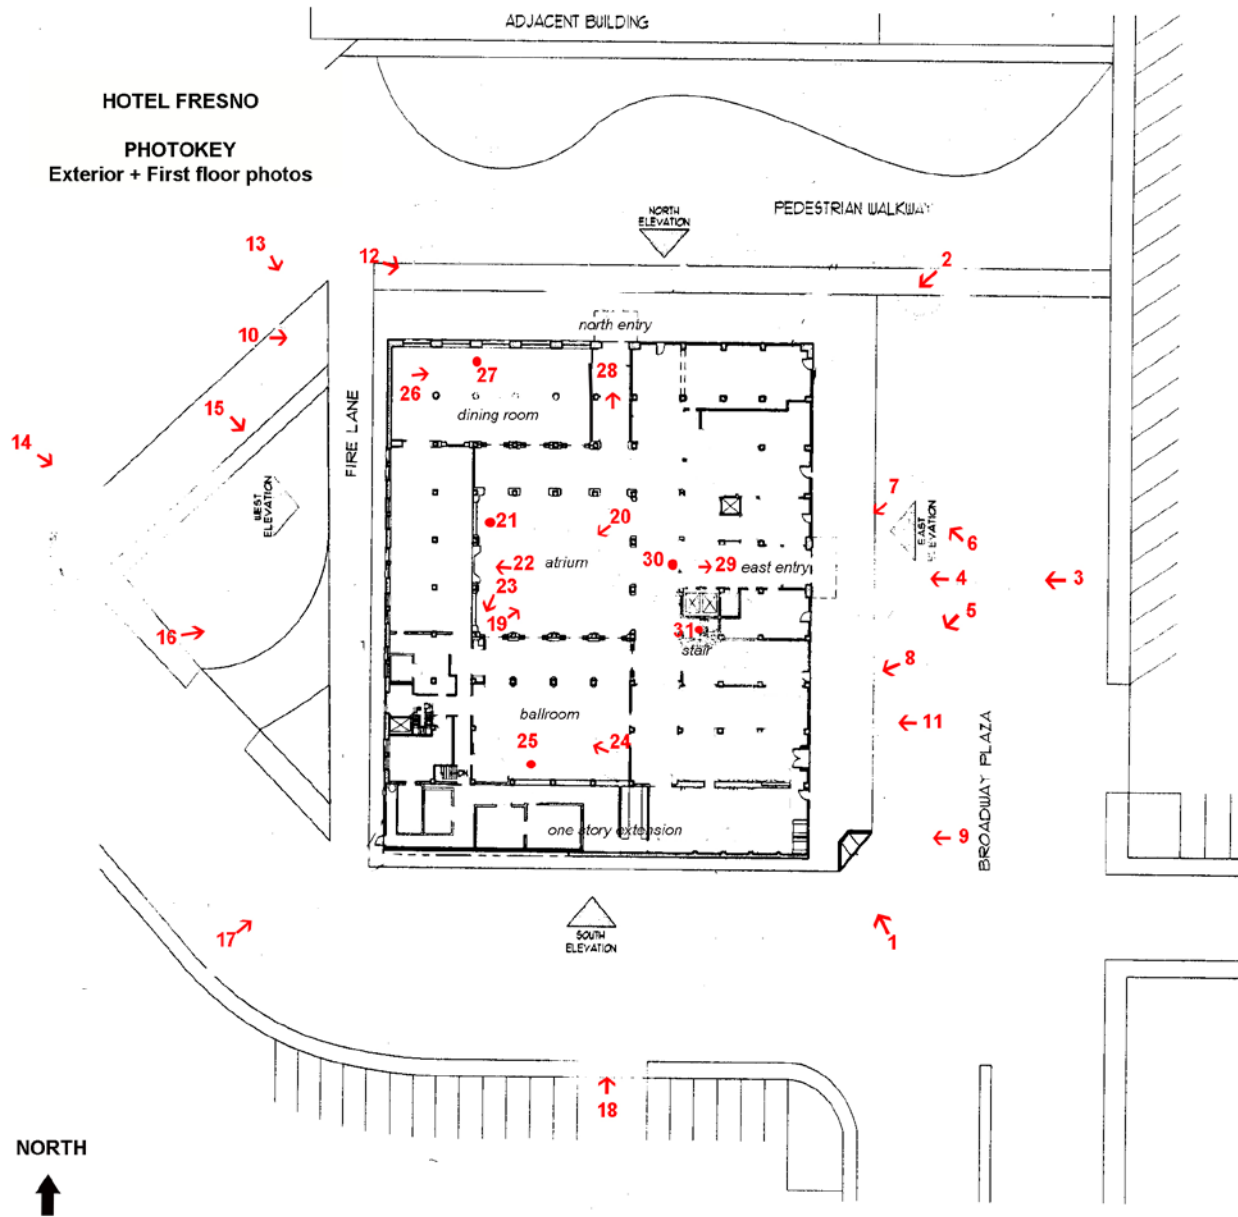 ADJACENT BUILDING
HOTEL FRESNO
PHOTOKEY
Exterior + First floor photos
PEDESTRIAN WALKWAY
NORTH
ELEVATION
13
12
2
10
north entry
27
28
26
dining room
15
14
FIRE LANE
WEST
ELEVATION
7
21
20
EAST
ELEVATION
6
22
atrium
30
29
east entry
4
3
23
19
5
16
31
stair
8
ballroom
11
25
24
BROADWAY PLAZA
one story extension
9
17
SOUTH
ELEVATION
1
18
NORTH